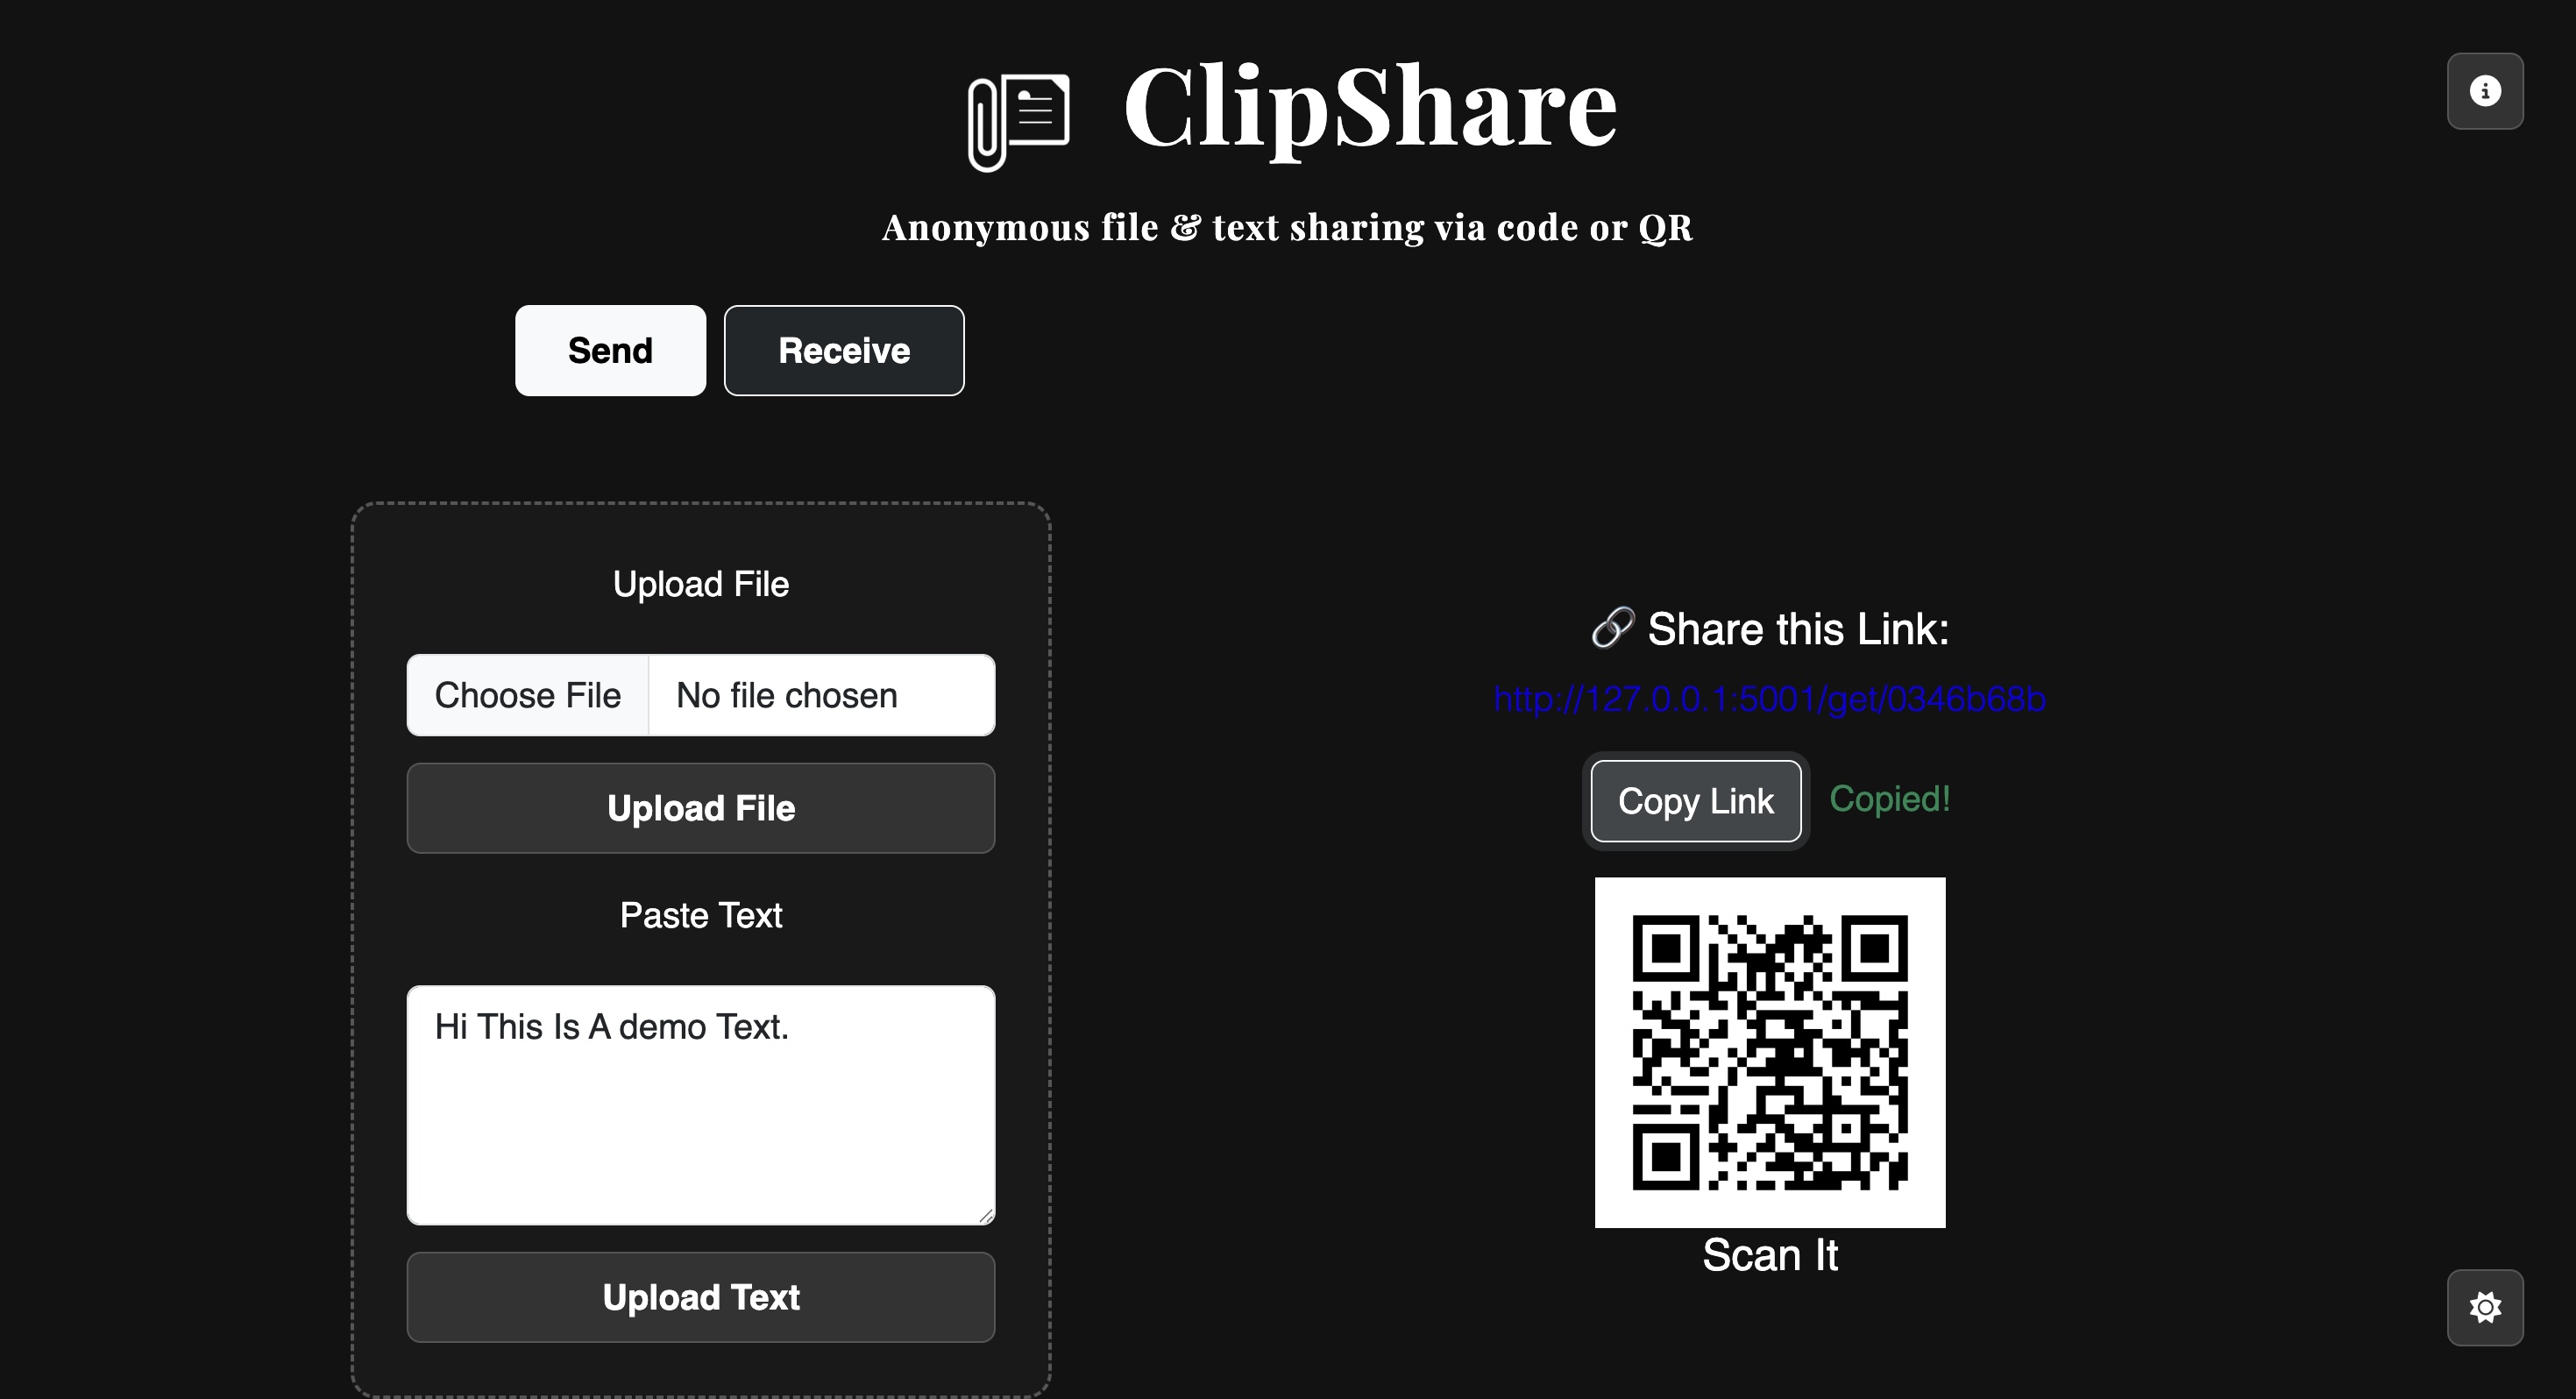 ClipShare
Anonymous file & text sharing via code or QR
Send
Receive
Upload File
Choose File
No file chosen
Upload File
Paste Text
Hi This Is A demo Text.
Upload Text
🔗 Share this Link:
http://127.0.0.1:5001/get/0346b68b
Copy Link
Copied!
Scan It